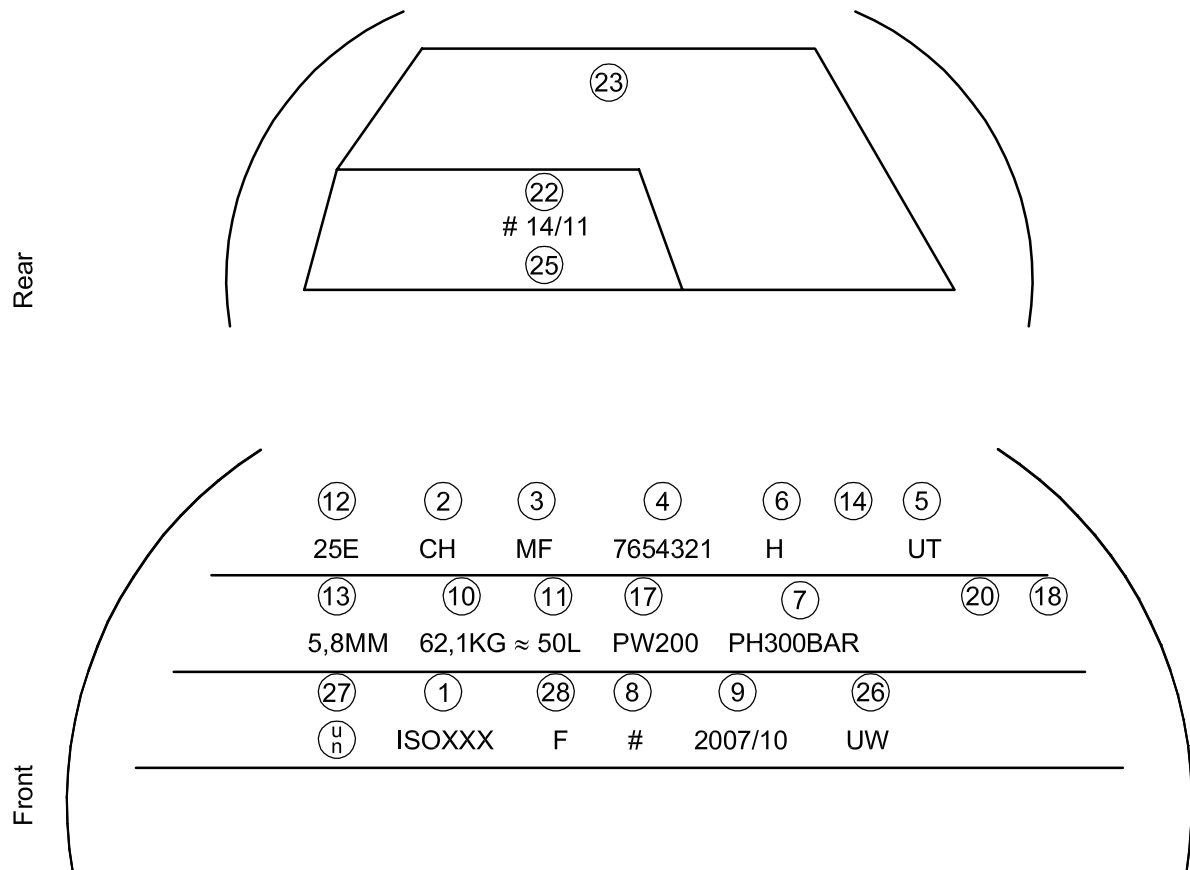 Rear
23
22
# 14/11
25
Front
12 2 3 4 6 14 5
25E CH MF 7654321 H UT
13 10 11 17 7 20 18
5,8MM 62,1KG ≈ 50L PW200 PH300BAR
27 1 28 8 9 26
un ISOXXX F # 2007/10 UW